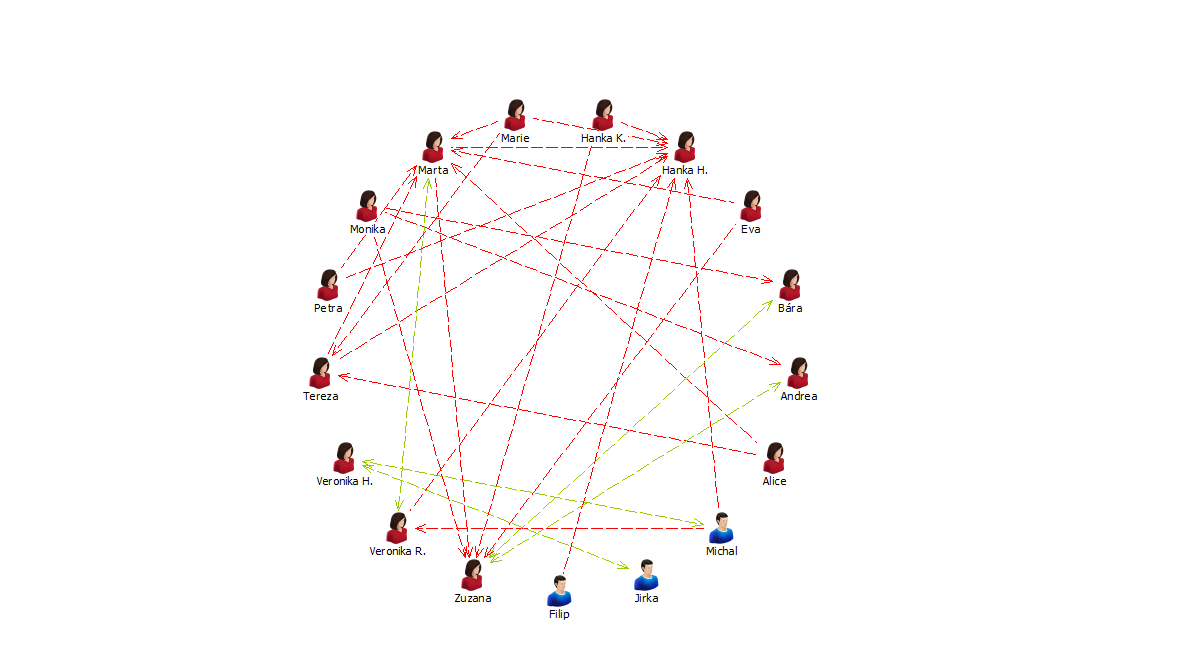 Marie
Hanka K.
Marta
Hanka H.
Monika
Eva
Petra
Bára
Tereza
Andrea
Veronika H.
Alice
Veronika R.
Michal
Zuzana
Jirka
Filip